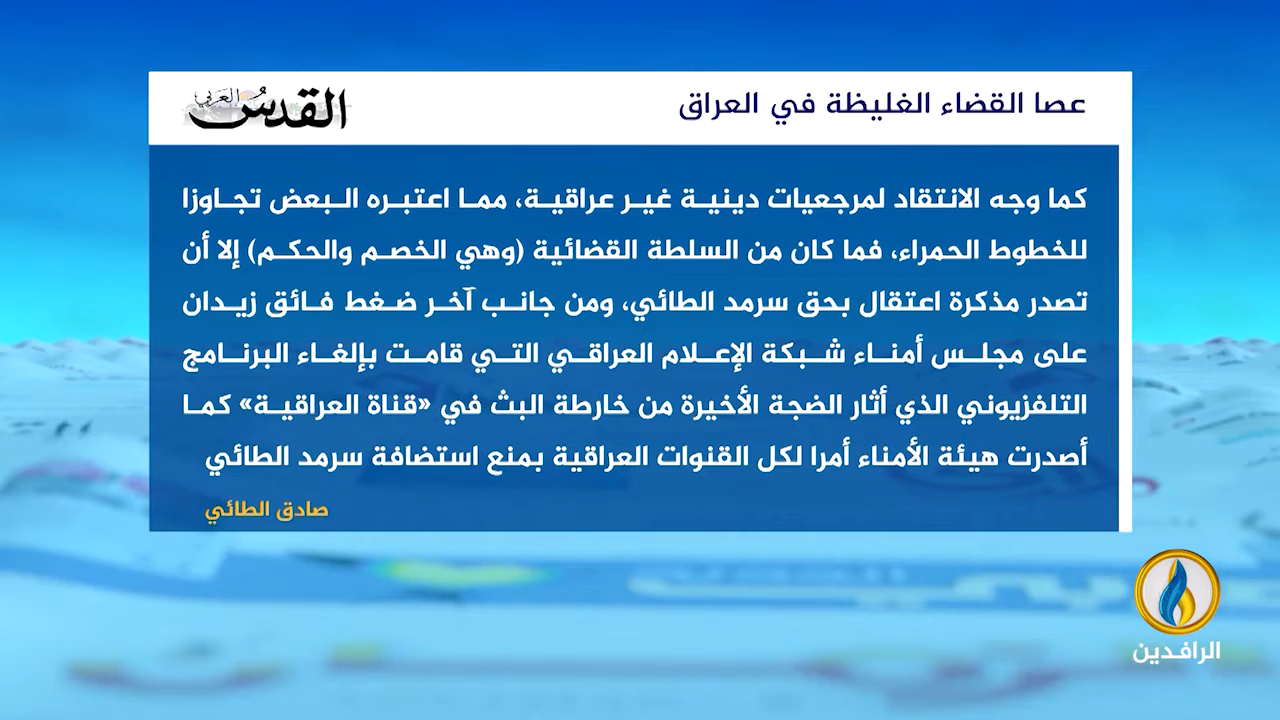 عصا القضاء الغليظة في العراق
القدس العربي
كما وجه الانتقاد لمرجعيات دينية غير عراقية، مما اعتبره البعض تجاوزا
للخطوط الحمراء، فما كان من السلطة القضائية (وهي الخصم والحكم) إلا أن
تصدر مذكرة اعتقال بحق سرمد الطائي، ومن جانب آخر ضغط فائق زيدان
على مجلس أمناء شبكة الإعلام العراقي التي قامت بإلغاء البرنامج
التلفزيوني الذي أثار الضجة الأخيرة من خارطة البث في «قناة العراقية» كما
أصدرت هيئة الأمناء أمرا لكل القنوات العراقية بمنع استضافة سرمد الطائي
صادق الطائي
الرافدين